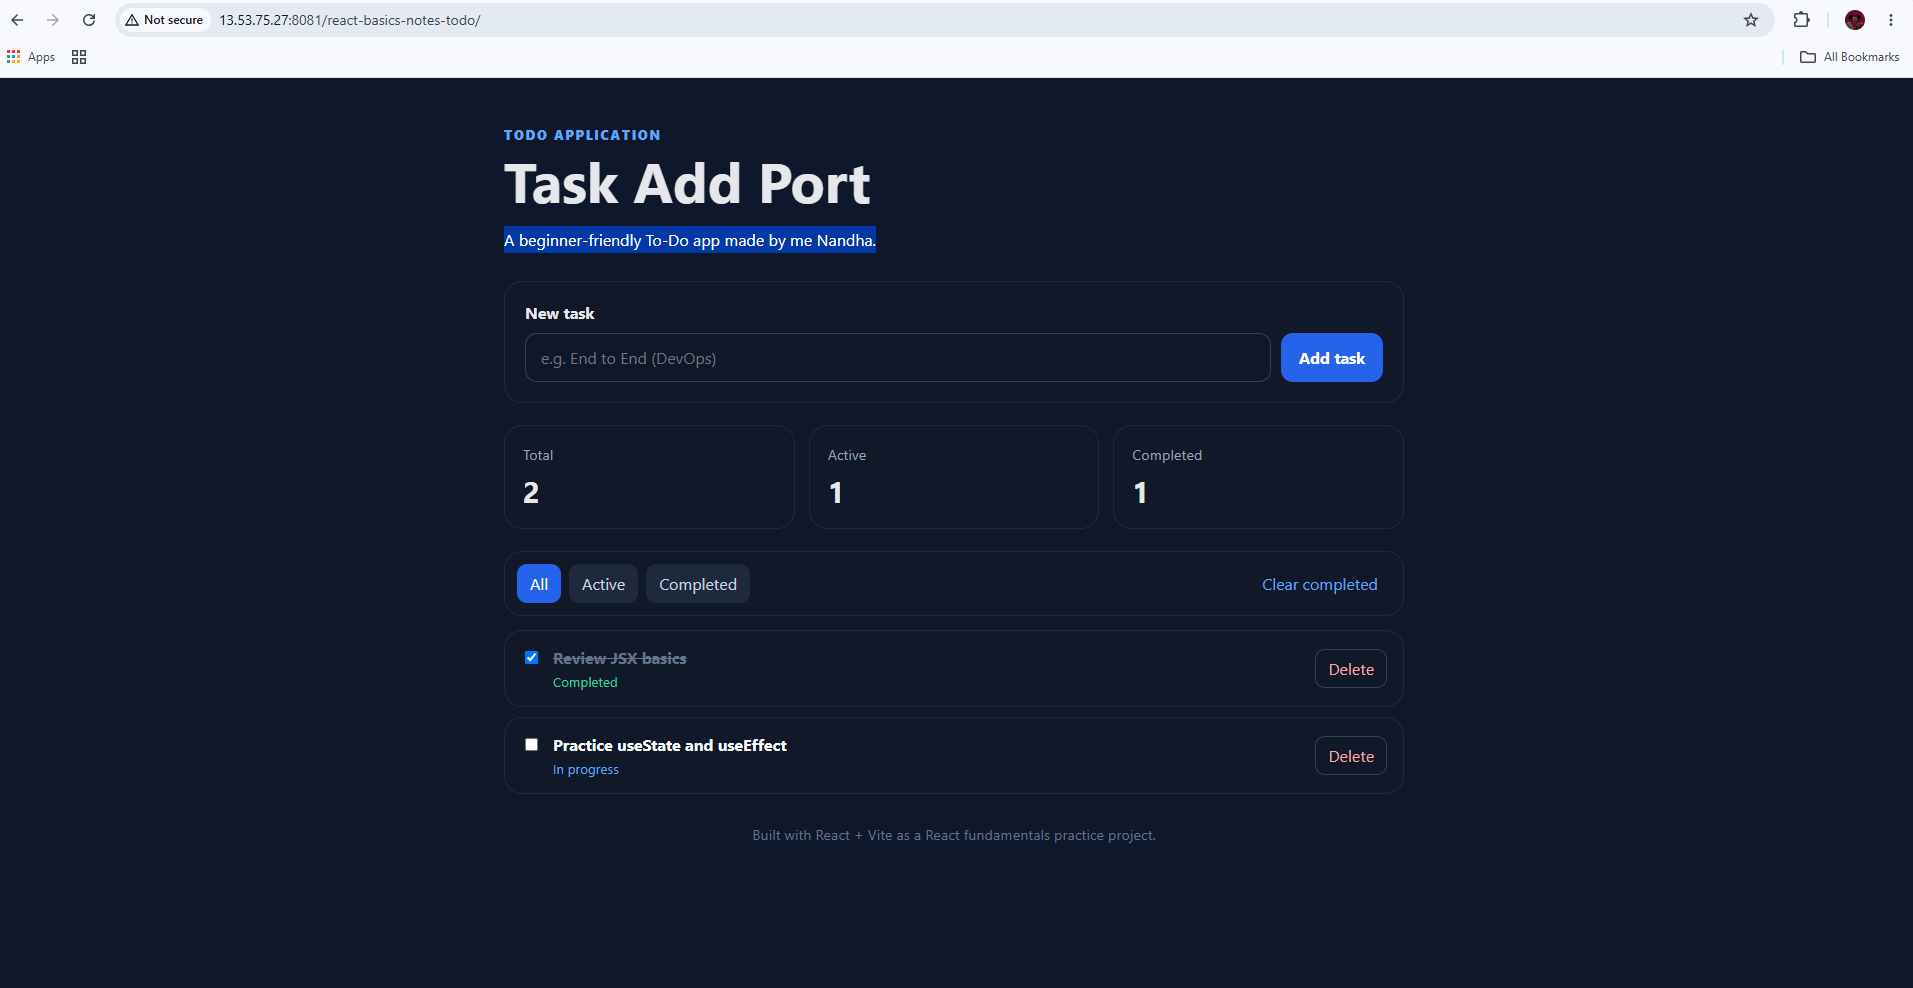 Not secure
13.53.75.27:8081/react-basics-notes-todo/
Apps
All Bookmarks
TODO APPLICATION
Task Add Port
A beginner-friendly To-Do app made by me Nandha.
New task
e.g. End to End (DevOps)
Add task
Total
2
Active
1
Completed
1
All
Active
Completed
Clear completed
Review JSX basics
Completed
Delete
Practice useState and useEffect
In progress
Delete
Built with React + Vite as a React fundamentals practice project.